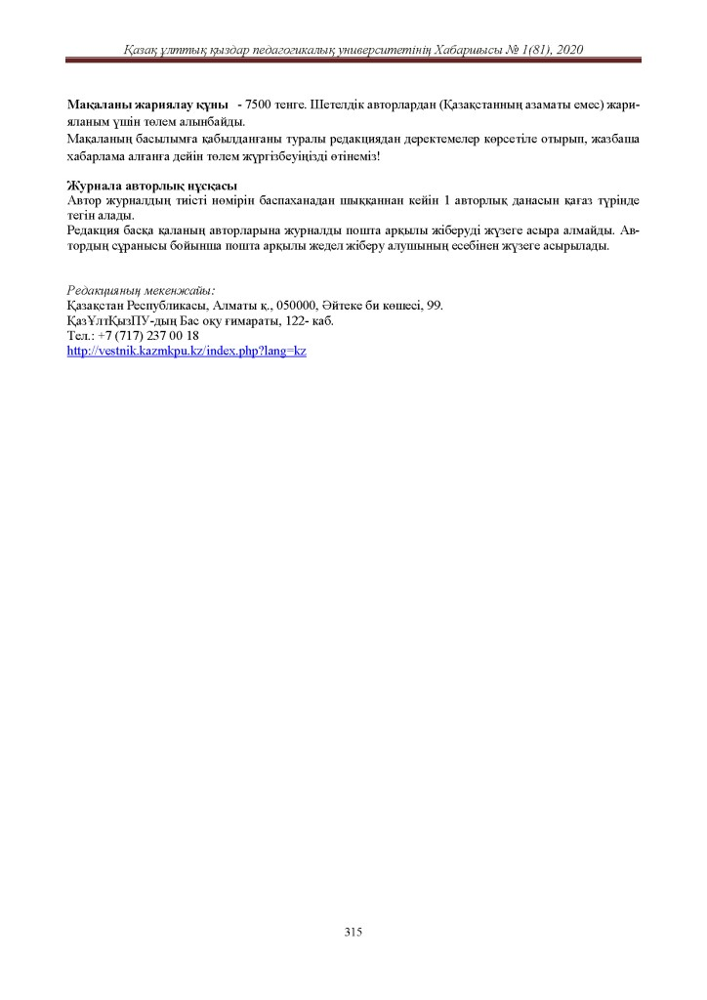 Қазақ ұлттық қыздар педагогикалық университетінің Хабаршысы № 1(81), 2020
Мақаланы жариялау құны - 7500 тенге. Шетелдік авторлардан (Қазақстанның азаматы емес) жари-
яланым үшін төлем алынбайды.
Мақаланың басылымға қабылданғаны туралы редакциядан деректемелер көрсетіле отырып, жазбаша
хабарлама алғанға дейін төлем жүргізбеуіңізді өтінеміз!
Журнала авторлық нұсқасы
Автор журналдың тиісті нөмірін баспаханадан шыққаннан кейін 1 авторлық данасын қағаз түрінде
тегін алады.
Редакция басқа қаланың авторларына журналды пошта арқылы жіберуді жүзеге асыра алмайды. Ав-
тордың сұранысы бойынша пошта арқылы жедел жіберу алушының есебінен жүзеге асырылады.
Редакцияның мекенжайы:
Қазақстан Республикасы, Алматы қ., 050000, Әйтеке би көшесі, 99.
ҚазҰлтҚызПУ-дың Бас оқу ғимараты, 122- каб.
Тел.: +7 (717) 237 00 18
http://vestnik.kazmkpu.kz/index.php?lang=kz
315